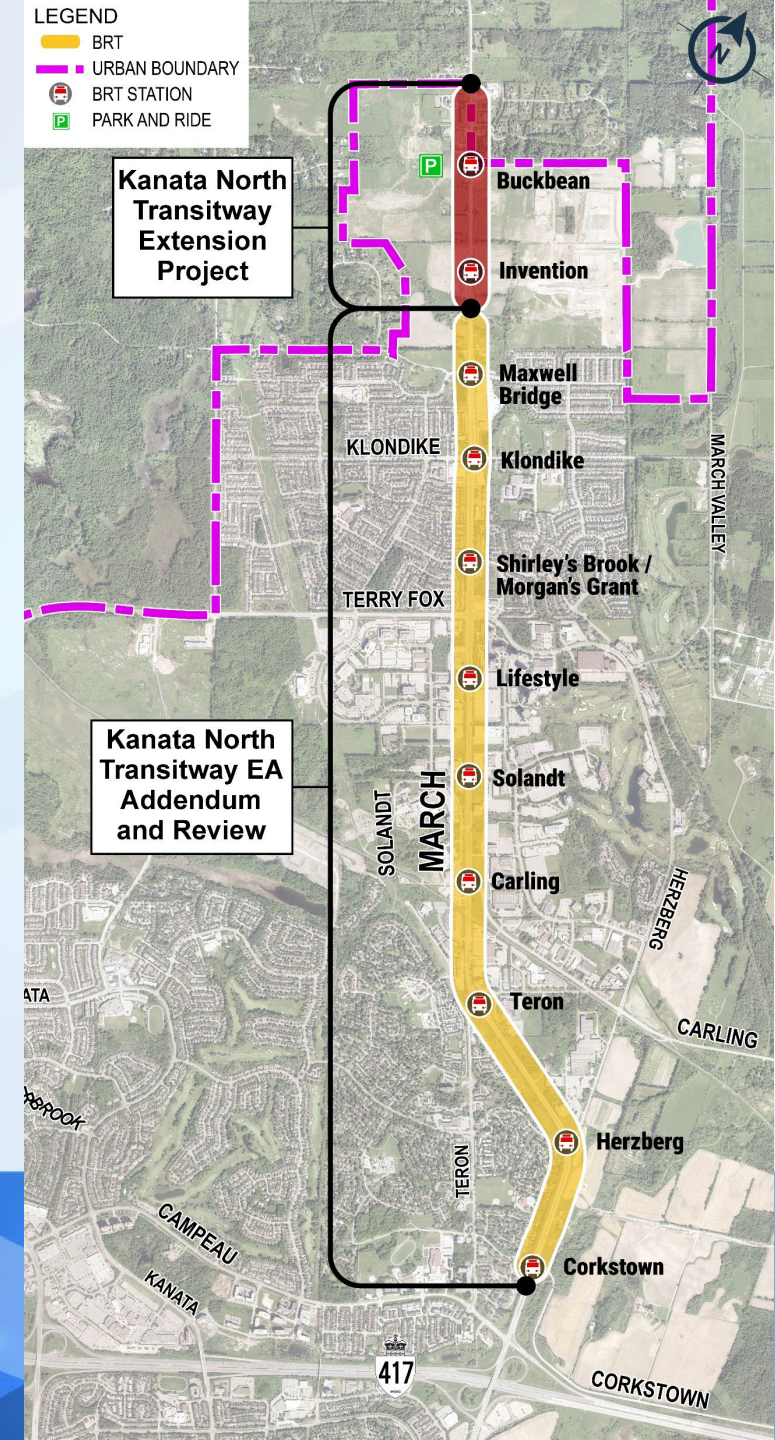 LEGEND
BRT
URBAN BOUNDARY
BRT STATION
P PARK AND RIDE
N
P
Buckbean
Kanata North
Transitway
Extension
Project
Invention
Maxwell
Bridge
KLONDIKE
Klondike
MARCH VALLEY
Shirley's Brook /
Morgan's Grant
TERRY FOX
Lifestyle
Kanata North
Transitway EA
Addendum
and Review
Solandt
SOLANDT
MARCH
Carling
HERZBERG
ATA
Teron
CARLING
Herzberg
TERON
CAMPEAU
Corkstown
KANATA
417
CORKSTOWN